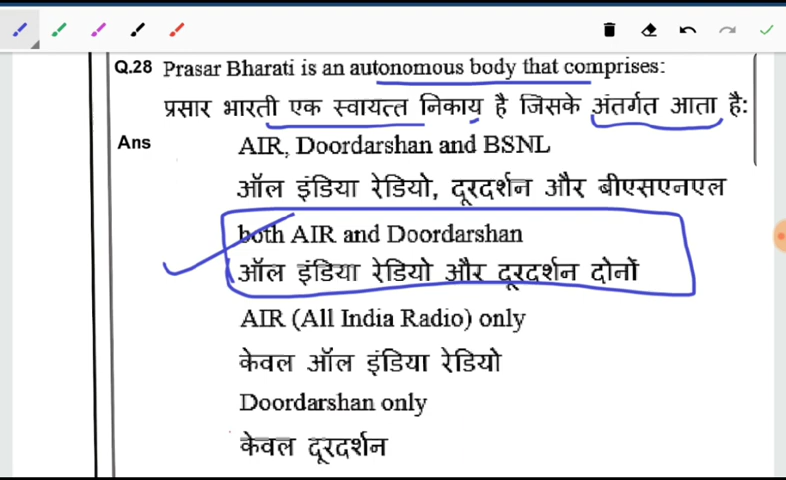 Q.28 Prasar Bharati is an autonomous body that comprises:
प्रसार भारती एक स्वायत्त निकाय है जिसके अंतर्गत आता है:
Ans AIR, Doordarshan and BSNL
ऑल इंडिया रेडियो, दूरदर्शन और बीएसएनएल
both AIR and Doordarshan
ऑल इंडिया रेडियो और दूरदर्शन दोनों
AIR (All India Radio) only
केवल ऑल इंडिया रेडियो
Doordarshan only
केवल दूरदर्शन